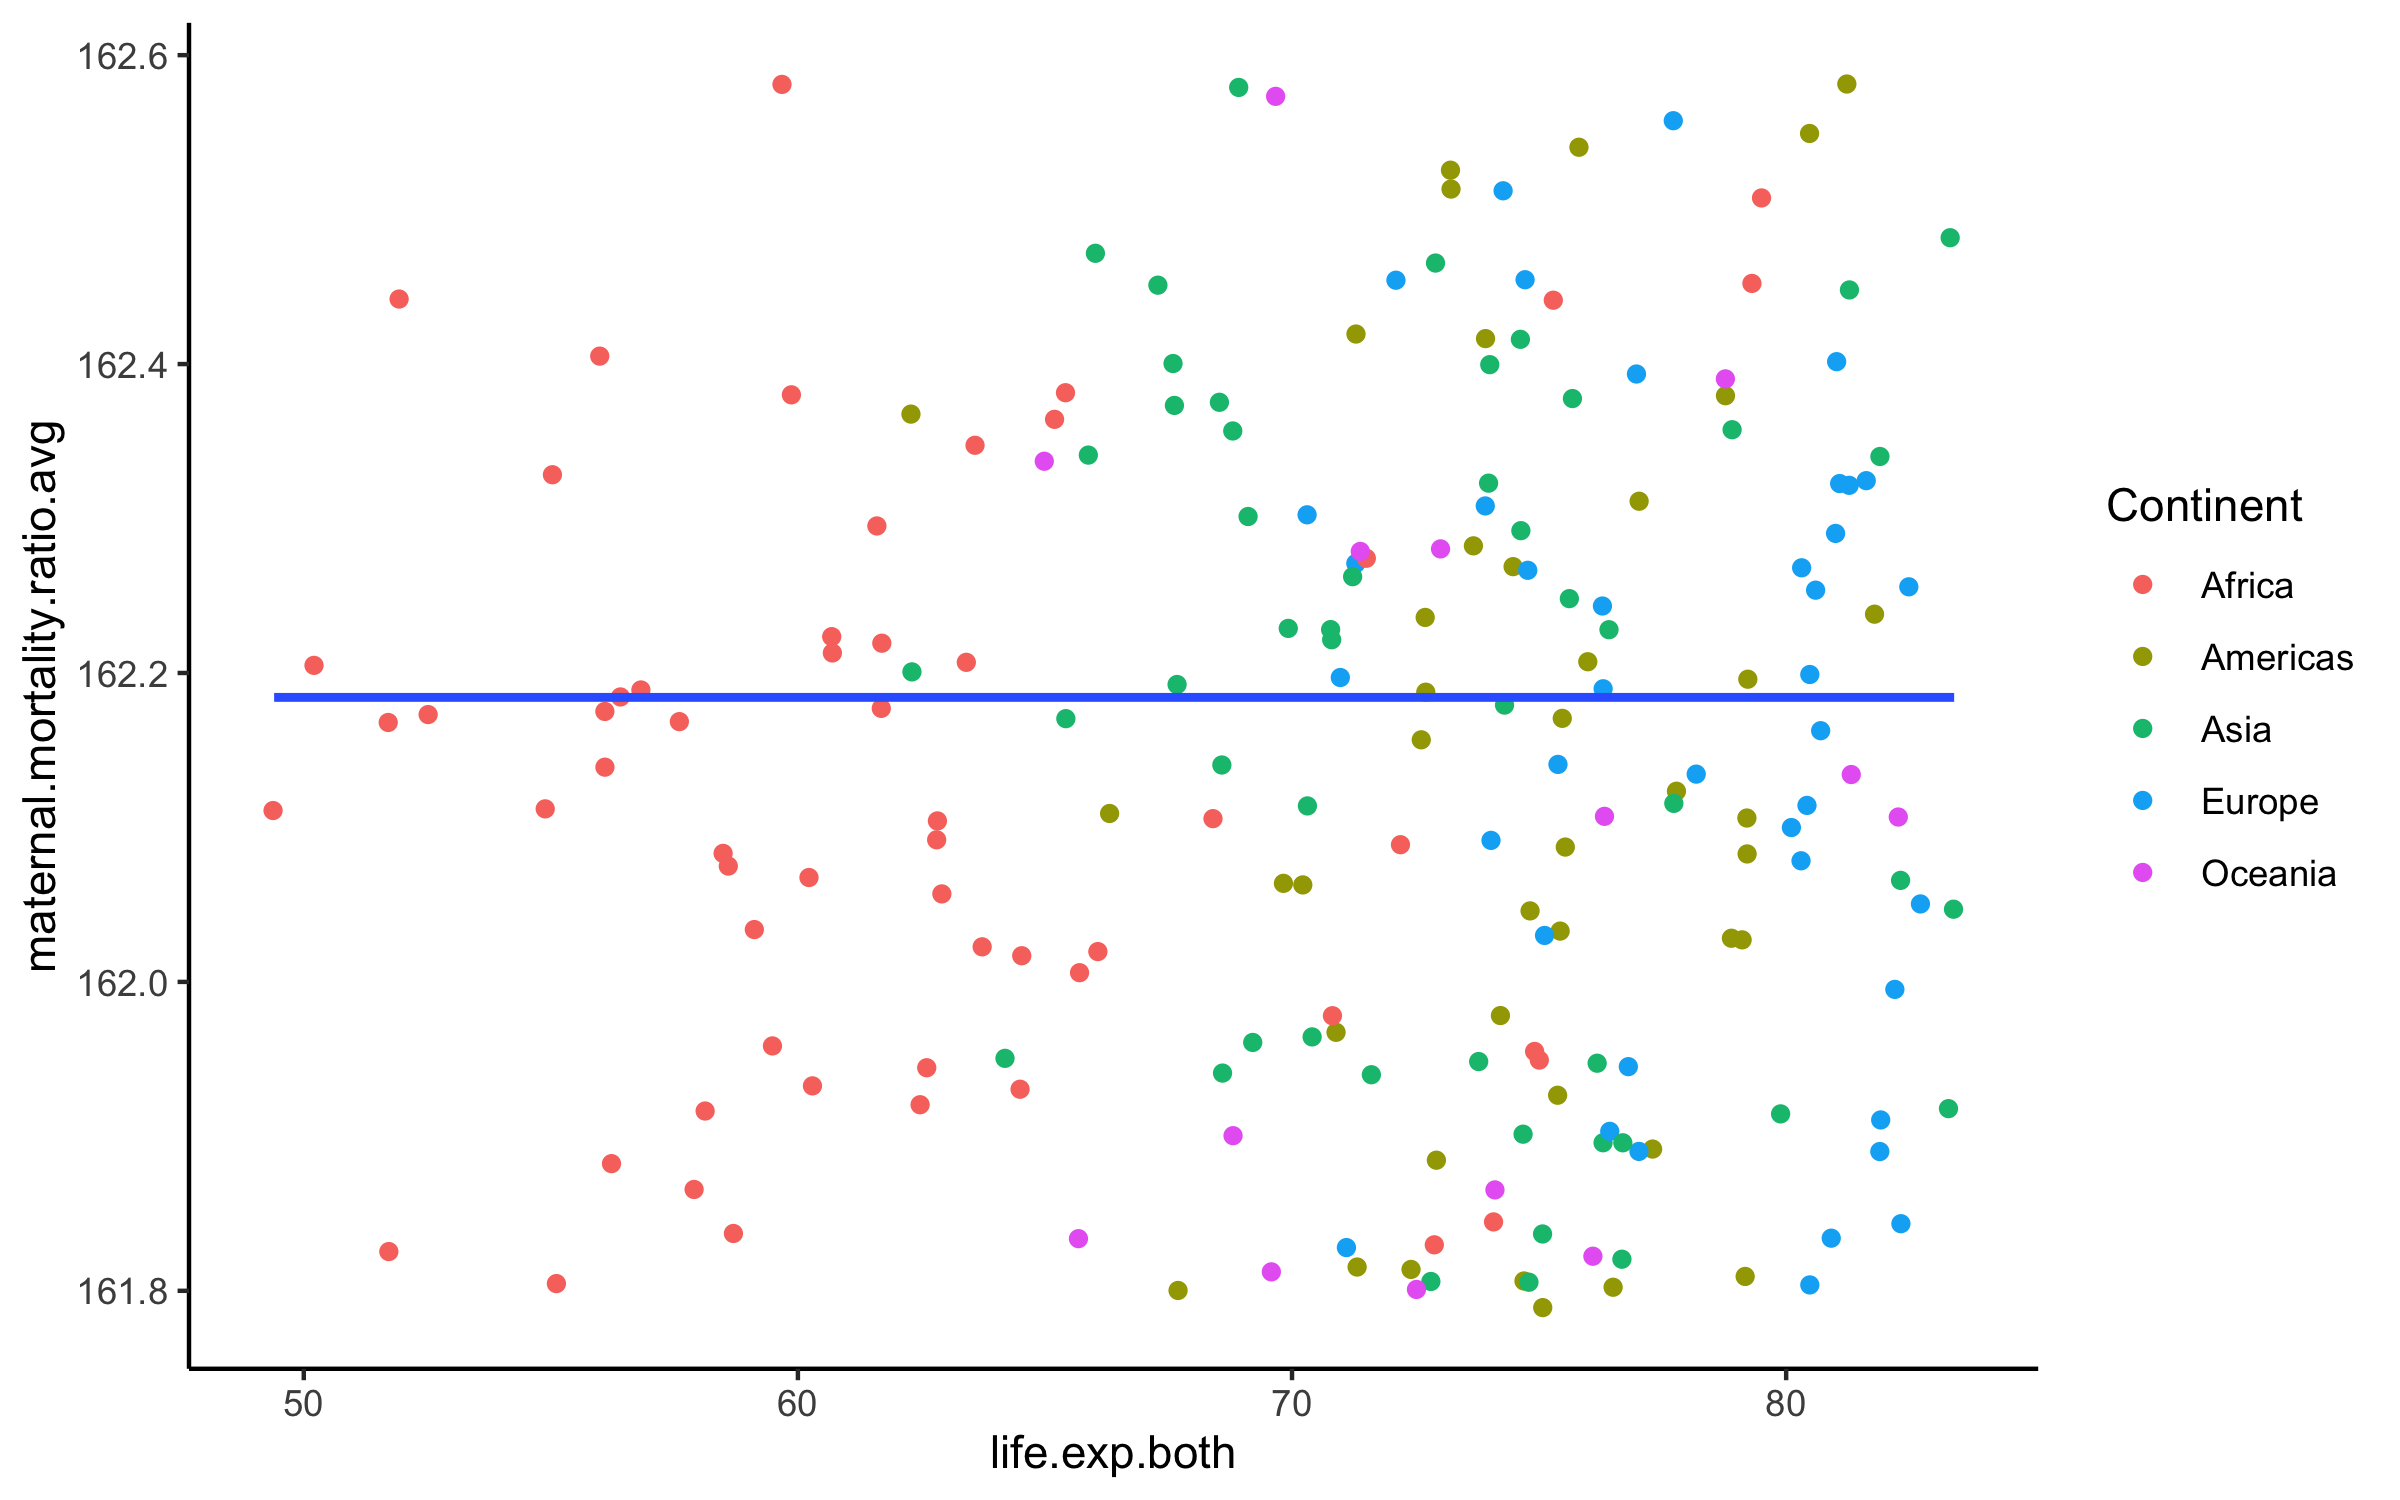 maternal.mortality.ratio.avg
162.6
162.4
162.2
162.0
161.8
50 60 70 80
life.exp.both
Continent
Africa
Americas
Asia
Europe
Oceania